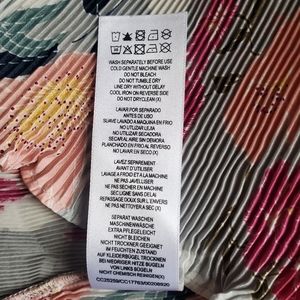 WASH SEPARATELY BEFORE USE
COLD GENTLE MACHINE WASH
DO NOT BLEACH
DO NOT TUMBLE DRY
LINE DRY WITHOUT DELAY
COOL IRON ON REVERSE SIDE
DO NOT DRYCLEAN (X)
LAVAR POR SEPARADO
ANTES DE USO
SUAVE LAVADO A MAQUINA EN FRIO
NO UTILIZAR LEJIA
NO UTILIZAR SECADORA
SECAR AL AIRE SIN DEMORA
PLANCHADO EN FRIO AL REVERSO
NO LAVAR EN SECO (X)
LAVEZ SEPAREMENT
AVANT D'UTILISER
LAVAGE A FROID ET A LA MACHINE
NE PAS JAVELLISER
NE PAS SECHER EN MACHINE
SEC LIGNE SANS DELAI
REPASSAGE DOUX SUR L'ENVERS
NE PAS NETTOYER A SEC (X)
SEPARAT WASCHEN
MASCHINENWÄSCHE
EXTRA PFLEGELEICHT
NICHT BLEICHEN
NICHT TROCKNER GEEIGNET
IM FEUCHTEN ZUSTAND
AUF KLEIDERBÜGEL TROCKNEN
BEI NIEDRIGER HITZE BÜGELN
VON LINKS BÜGELN
NICHT CHEMISCH REINIGEN (X)